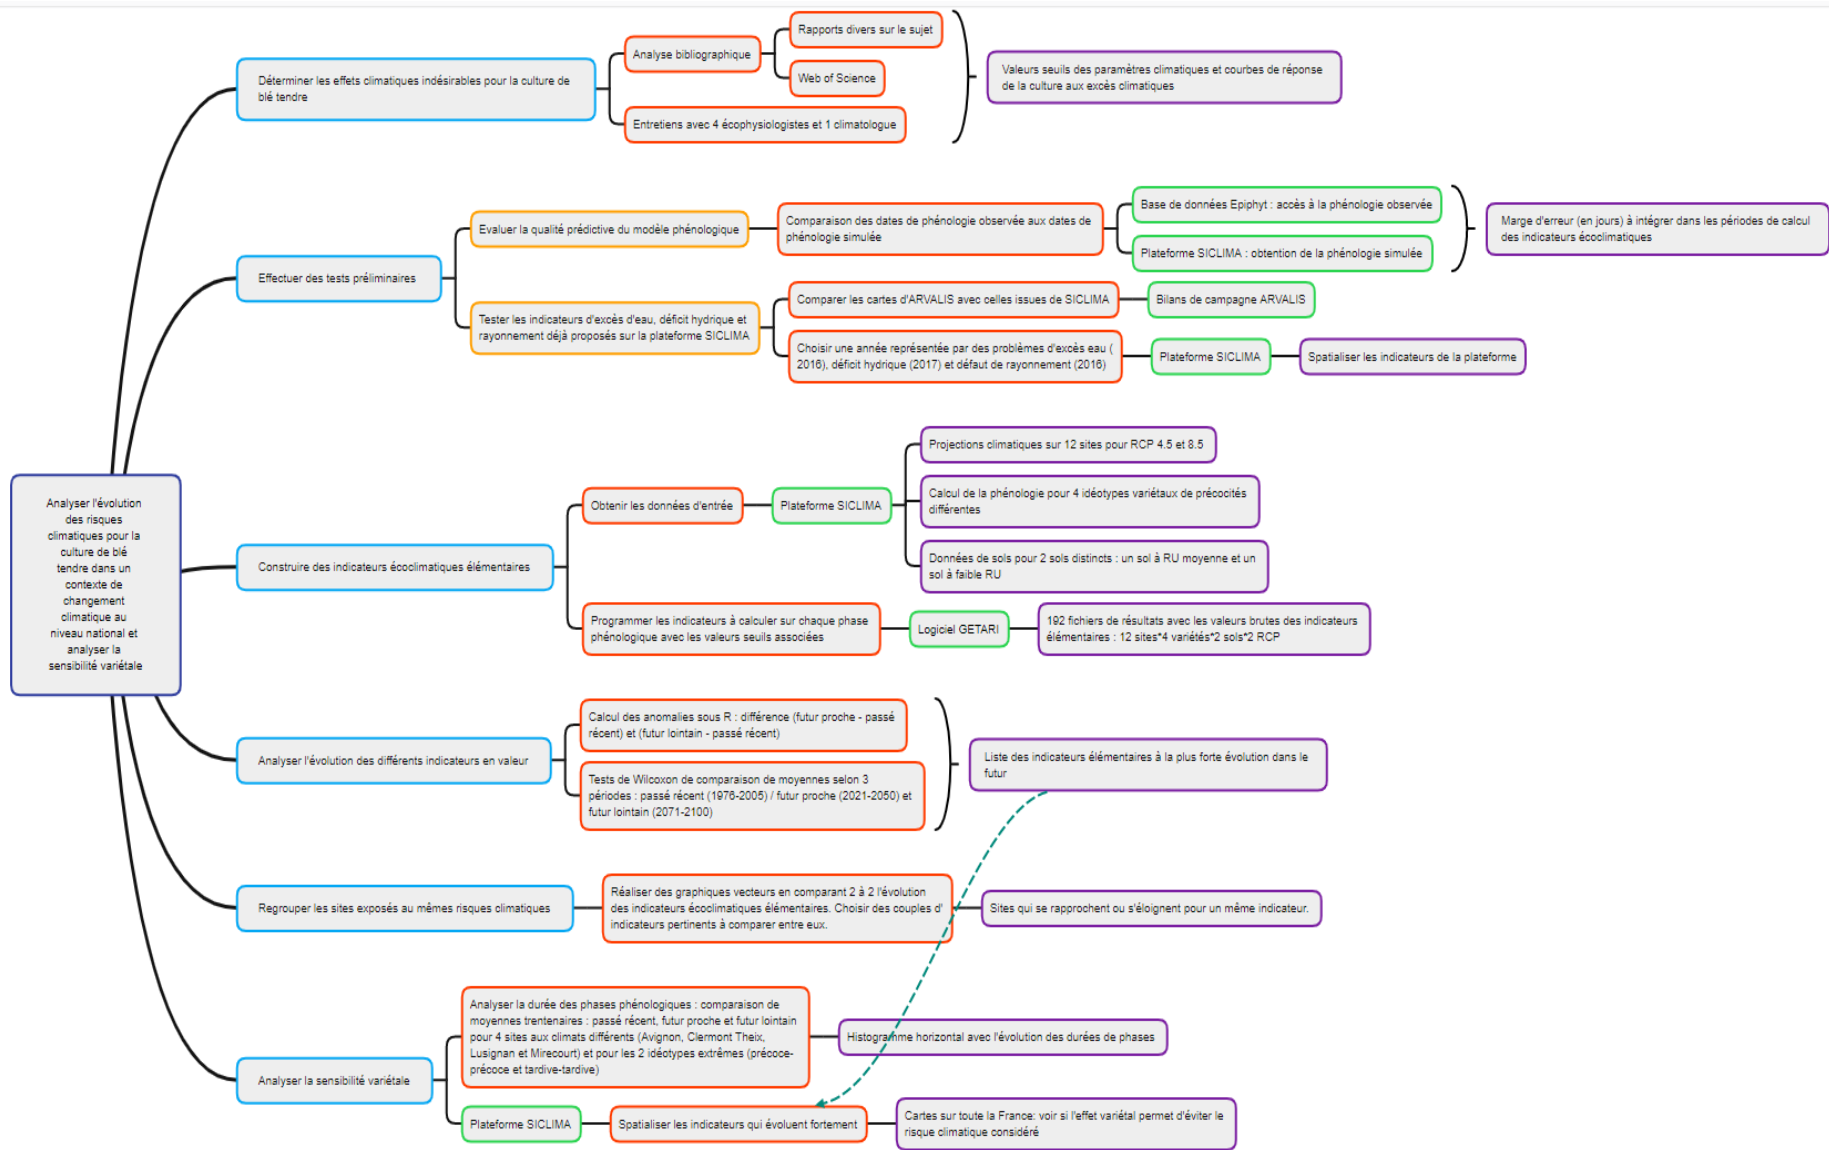 Rapports divers sur le sujet
Analyse bibliographique
Web of Science
Déterminer les effets climatiques indésirables pour la culture de
blé tendre
Entretiens avec 4 écophysiologistes et 1 climatologue
Valeurs seuils des paramètres climatiques et courbes de réponse
de la culture aux excès climatiques
Effectuer des tests préliminaires
Evaluer la qualité prédictive du modèle phénologique
Comparaison des dates de phénologie observée aux dates de
phénologie simulée
Base de données Epiphyt : accès à la phénologie observée
Plateforme SICLIMA : obtention de la phénologie simulée
Marge d'erreur (en jours) à intégrer dans les périodes de calcul
des indicateurs écoclimatiques
Tester les indicateurs d'excès d'eau, déficit hydrique et
rayonnement déjà proposés sur la plateforme SICLIMA
Comparer les cartes d'ARVALIS avec celles issues de SICLIMA
Bilans de campagne ARVALIS
Choisir une année représentée par des problèmes d'excès eau (
2016), déficit hydrique (2017) et défaut de rayonnement (2016)
Plateforme SICLIMA
Spatialiser les indicateurs de la plateforme
Analyser l'évolution
des risques
climatiques pour la
culture de blé
tendre dans un
contexte de
changement
climatique au
niveau national et
analyser la
sensibilité variétale
Construire des indicateurs écoclimatiques élémentaires
Obtenir les données d'entrée
Plateforme SICLIMA
Projections climatiques sur 12 sites pour RCP 4.5 et 8.5
Calcul de la phénologie pour 4 idéotypes variétaux de précocités
différentes
Données de sols pour 2 sols distincts : un sol à RU moyenne et un
sol à faible RU
Programmer les indicateurs à calculer sur chaque phase
phénologique avec les valeurs seuils associées
Logiciel GETARI
192 fichiers de résultats avec les valeurs brutes des indicateurs
élémentaires : 12 sites*4 variétés*2 sols*2 RCP
Analyser l'évolution des différents indicateurs en valeur
Calcul des anomalies sous R : différence (futur proche - passé
récent) et (futur lointain - passé récent)
Tests de Wilcoxon de comparaison de moyennes selon 3
périodes : passé récent (1976-2005) / futur proche (2021-2050) et
futur lointain (2071-2100)
Liste des indicateurs élémentaires à la plus forte évolution dans le
futur
Regrouper les sites exposés au mêmes risques climatiques
Réaliser des graphiques vecteurs en comparant 2 à 2 l'évolution
des indicateurs écoclimatiques élémentaires. Choisir des couples d'
indicateurs pertinents à comparer entre eux.
Sites qui se rapprochent ou s'éloignent pour un même indicateur.
Analyser la sensibilité variétale
Analyser la durée des phases phénologiques : comparaison de
moyennes trentenaires : passé récent, futur proche et futur lointain
pour 4 sites aux climats différents (Avignon, Clermont Theix,
Lusignan et Mirecourt) et pour les 2 idéotypes extrêmes (précoce-
précoce et tardive-tardive)
Histogramme horizontal avec l'évolution des durées de phases
Plateforme SICLIMA
Spatialiser les indicateurs qui évoluent fortement
Cartes sur toute la France: voir si l'effet variétal permet d'éviter le
risque climatique considéré